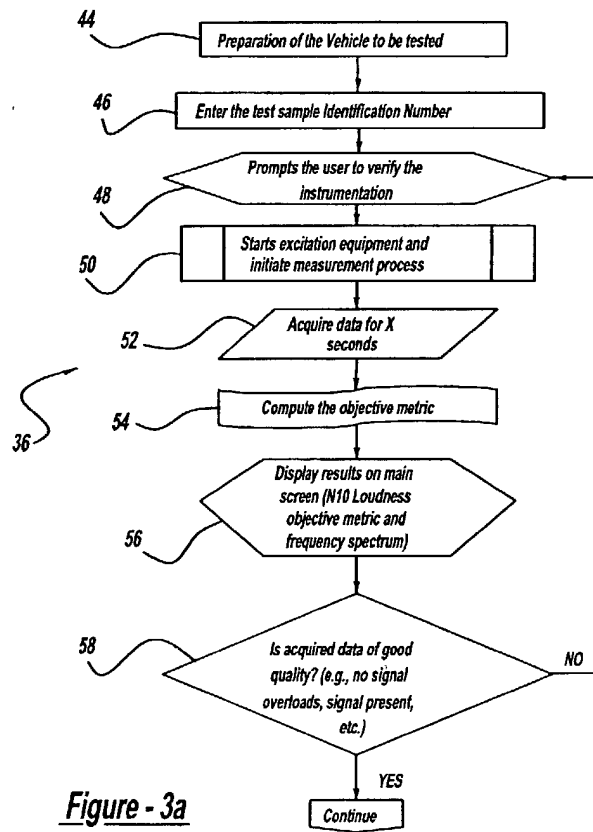 44
Preparation of the Vehicle to be tested
46
Enter the test sample Identification Number
Prompts the user to verify the
instrumentation
48
Starts excitation equipment and
initiate measurement process
50
Acquire data for X
seconds
52
Compute the objective metric
54
36
Display results on main
screen (N10 Loudness
objective metric and
frequency spectrum)
56
58
Is acquired data of good
quality? (e.g., no signal
overloads, signal present,
etc.)
NO
YES
Continue
Figure - 3a